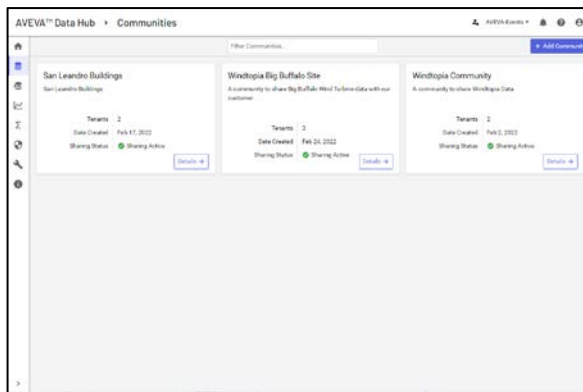 AVEVA™ Data Hub › Communities
AVEVA-Events
Filter Communities...
+ Add Communit
San Leandro Buildings
San Leandro Buildings
Tenants 2
Date Created Feb 17, 2022
Sharing Status Sharing Active
Details →
Windtopia Big Buffalo Site
A community to share Big Buffalo Wind Turbine data with our
customer
Tenants 3
Date Created Feb 24, 2022
Sharing Status Sharing Active
Details →
Windtopia Community
A community to share Windtopia Data
Tenants 2
Date Created Feb 2, 2022
Sharing Status Sharing Active
Details →